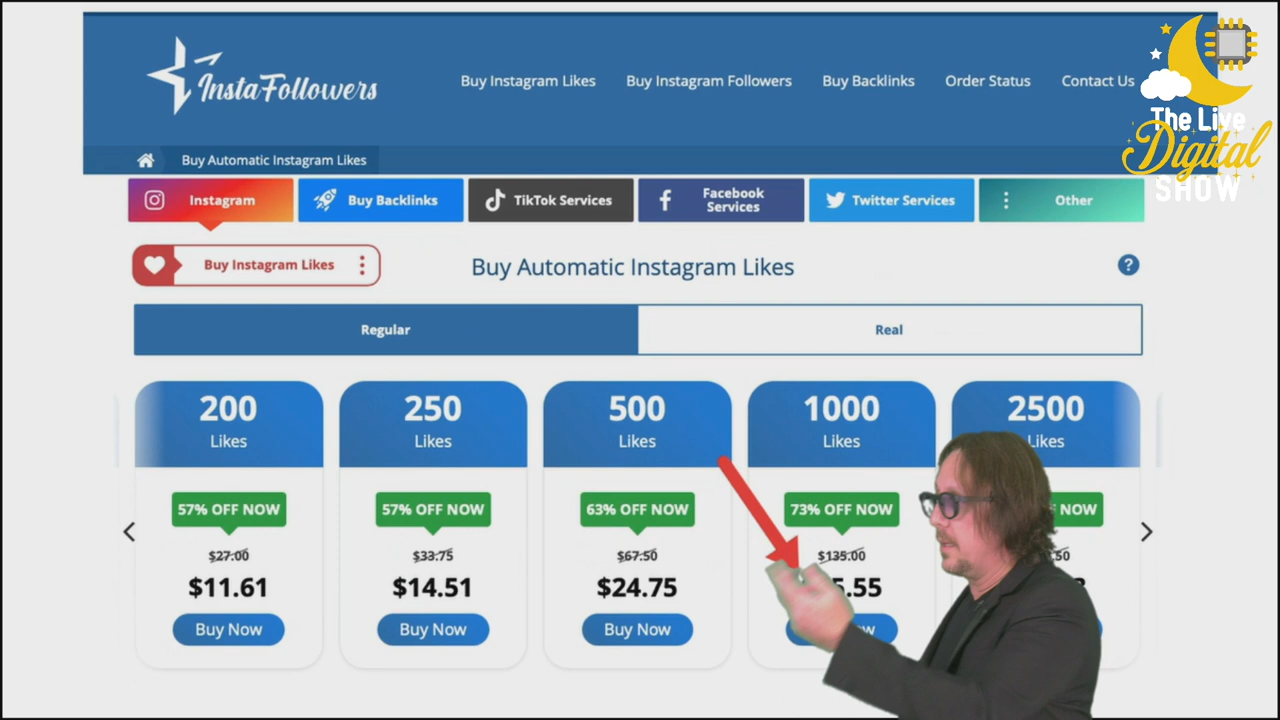 InstaFollowers
Buy Instagram Likes
Buy Instagram Followers
Buy Backlinks
Order Status
Contact Us
The Live
Digital
SHOW
Buy Automatic Instagram Likes
Instagram
Buy Backlinks
TikTok Services
Facebook
Services
Twitter Services
Other
Buy Instagram Likes
Buy Automatic Instagram Likes
?
Regular
Real
200
Likes
57% OFF NOW
$27.00
$11.61
Buy Now
250
Likes
57% OFF NOW
$33.75
$14.51
Buy Now
500
Likes
63% OFF NOW
$67.50
$24.75
Buy Now
1000
Likes
73% OFF NOW
$135.00
5.55
2500
Likes
NOW